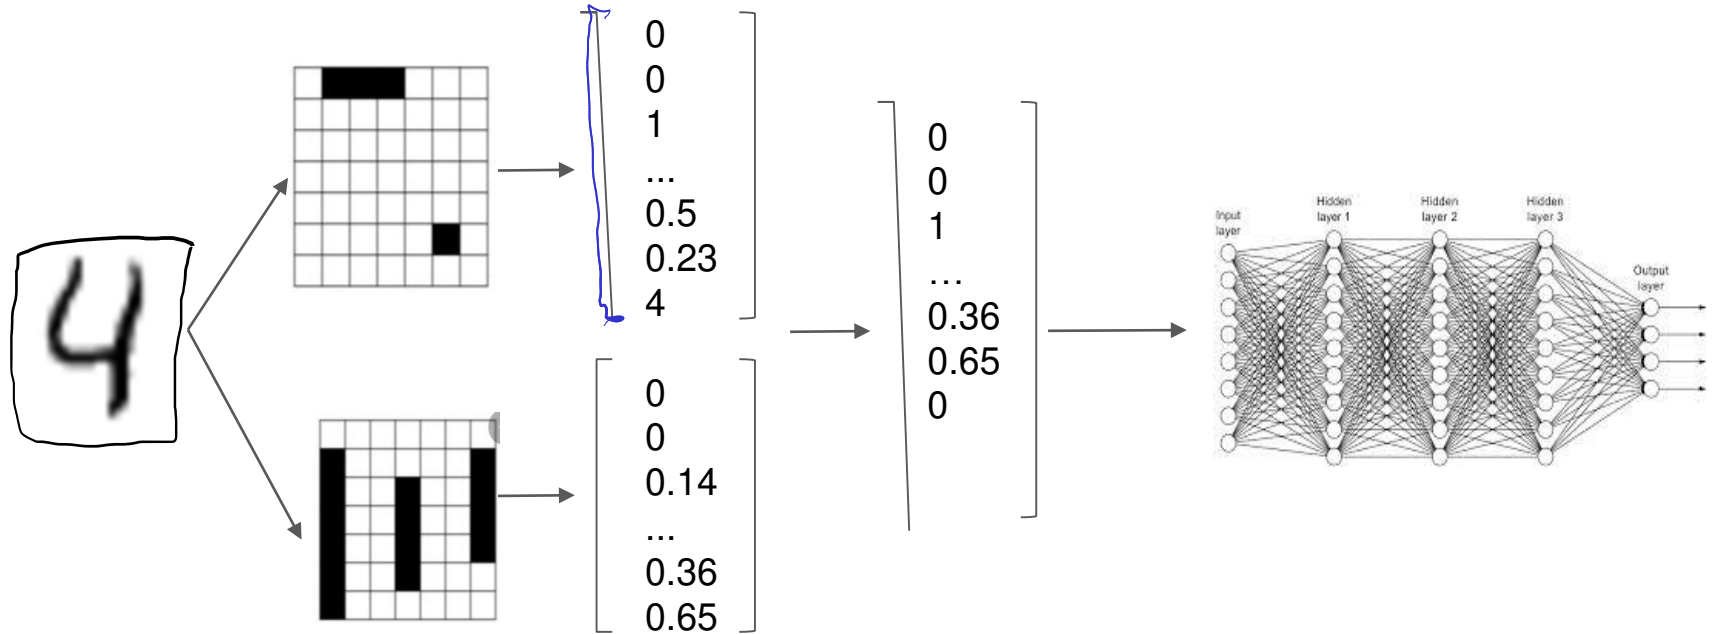 4
0
0
1
...
0.5
0.23
4
0
0
0.14
...
0.36
0.65
0
0
1
...
0.36
0.65
0
Input
layer
Hidden
layer 1
Hidden
layer 2
Hidden
layer 3
Output
layer